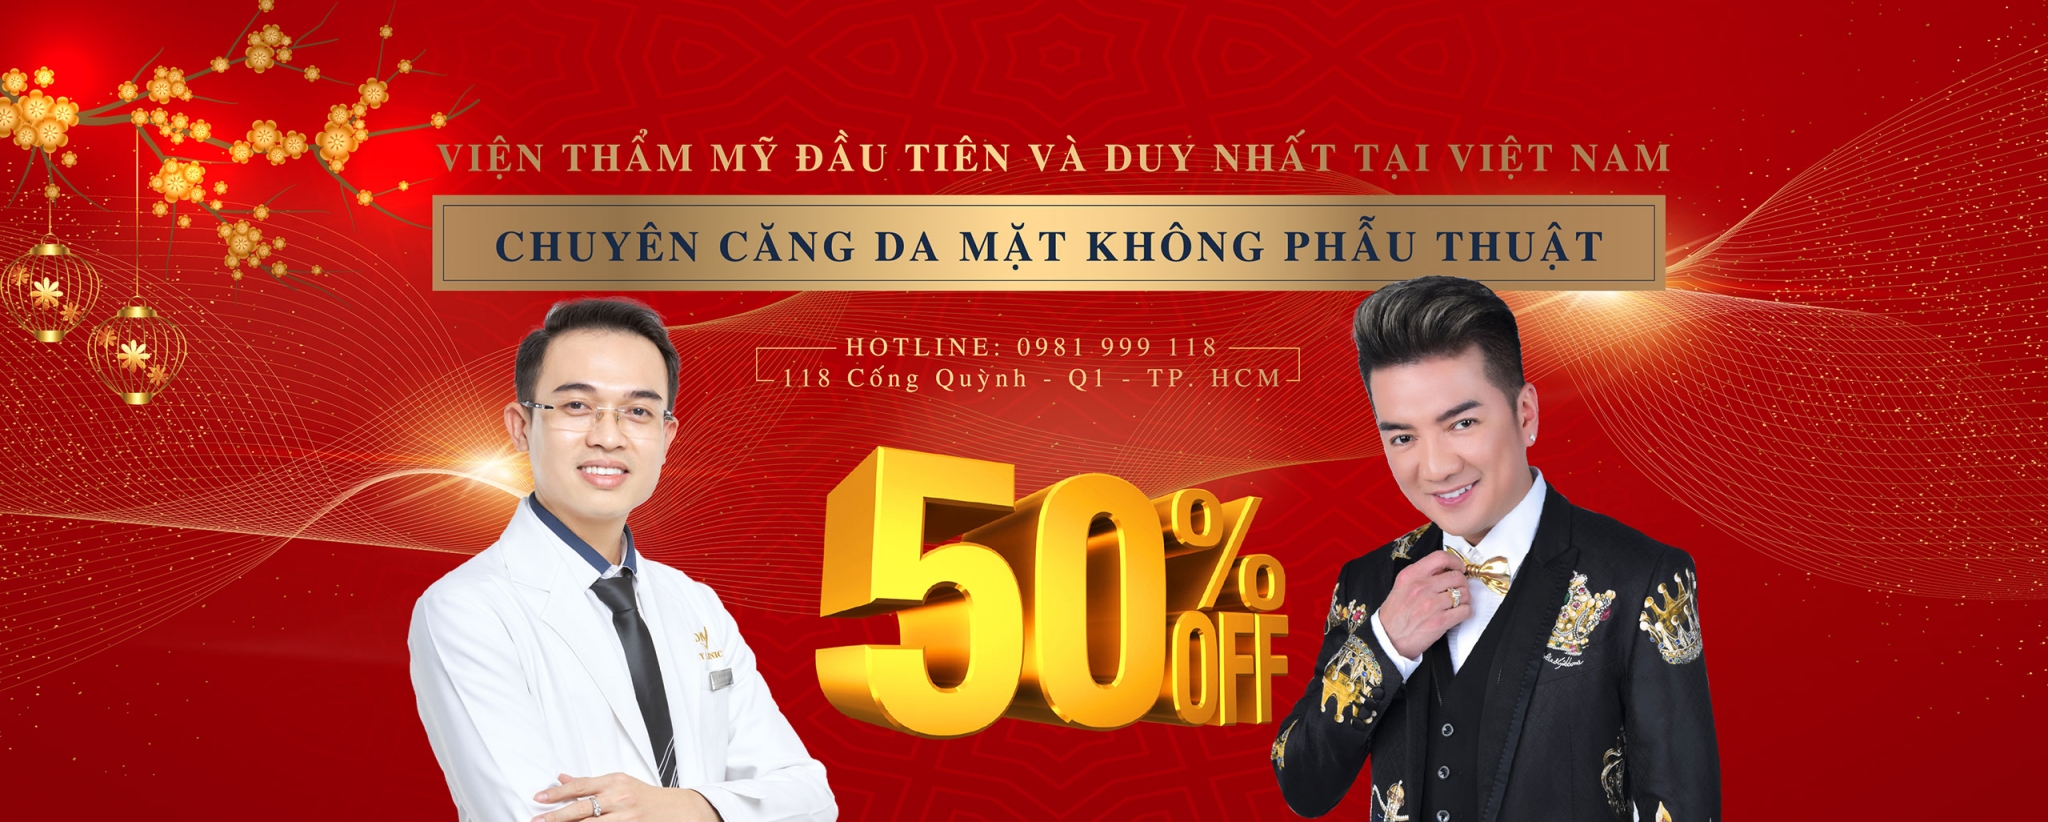 VIỆN THẨM MỸ ĐẦU TIÊN VÀ DUY NHẤT TẠI VIỆT NAM
CHUYÊN CĂNG DA MẶT KHÔNG PHẪU THUẬT
HOTLINE: 0981 999 118
118 Cống Quỳnh - Q1 - TP. HCM
50%
OFF